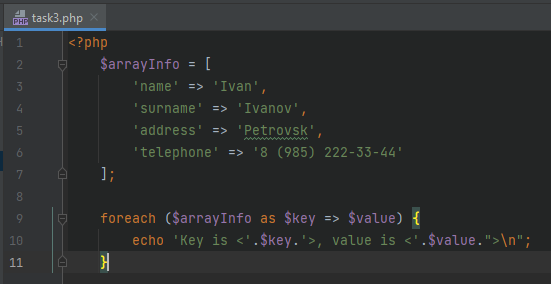 task3.php
PHP
1 <?php
2 $arrayInfo = [
3 'name' => 'Ivan',
4 'surname' => 'Ivanov',
5 'address' => 'Petrovsk',
6 'telephone' => '8 (985) 222-33-44'
7 ];
8
9 foreach ($arrayInfo as $key => $value) {
10 echo 'Key is <'.$key.'>, value is <'.$value.">\n";
11 }